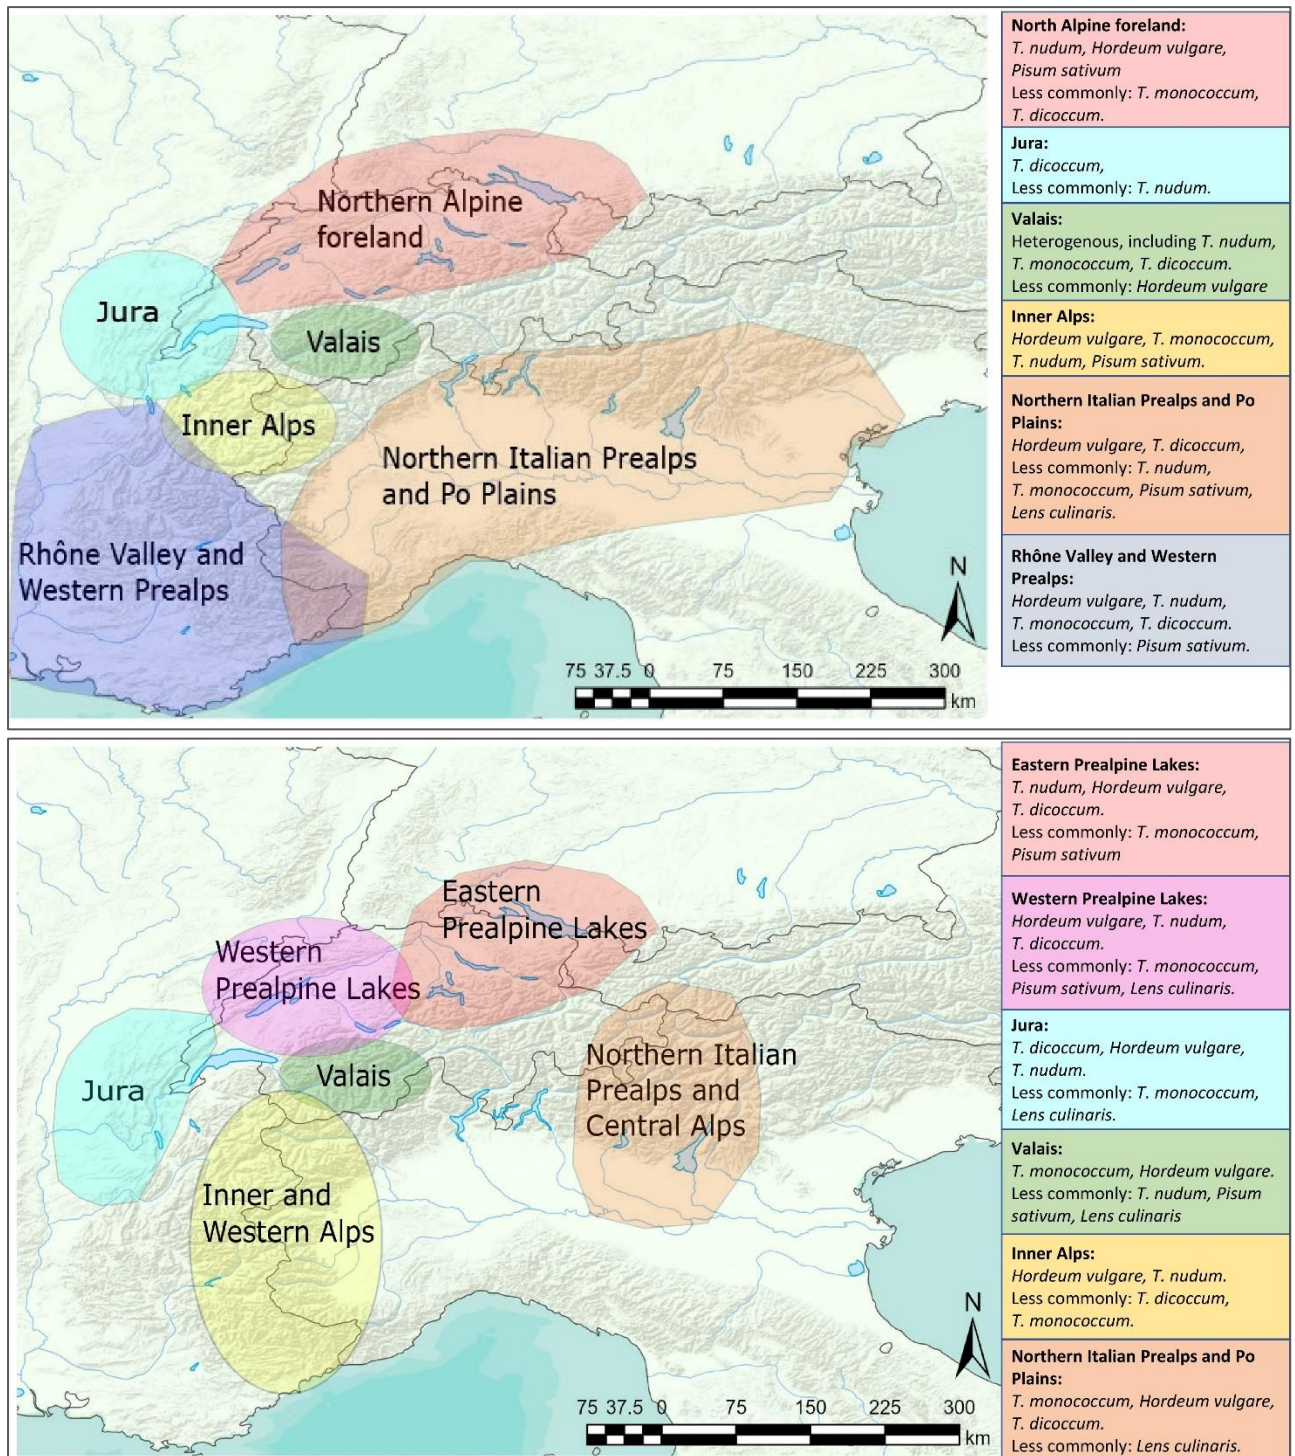 Northern Alpine
foreland
Jura
Valais
Inner Alps
Northern Italian Prealps
and Po Plains
Rhône Valley and
Western Prealps
N
75 37.5 0 75 150 225 300
km
North Alpine foreland:
T. nudum, Hordeum vulgare,
Pisum sativum
Less commonly: T. monococcum,
T. dicoccum.
Jura:
T. dicoccum,
Less commonly: T. nudum.
Valais:
Heterogenous, including T. nudum,
T. monococcum, T. dicoccum.
Less commonly: Hordeum vulgare
Inner Alps:
Hordeum vulgare, T. monococcum,
T. nudum, Pisum sativum.
Northern Italian Prealps and Po
Plains:
Hordeum vulgare, T. dicoccum,
Less commonly: T. nudum,
T. monococcum, Pisum sativum,
Lens culinaris.
Rhône Valley and Western
Prealps:
Hordeum vulgare, T. nudum,
T. monococcum, T. dicoccum.
Less commonly: Pisum sativum.
Eastern
Prealpine Lakes
Western
Prealpine Lakes
Jura
Valais
Northern Italian
Prealps and
Central Alps
Inner and
Western Alps
N
75 37.5 0 75 150 225 300
km
Eastern Prealpine Lakes:
T. nudum, Hordeum vulgare,
T. dicoccum.
Less commonly: T. monococcum,
Pisum sativum
Western Prealpine Lakes:
Hordeum vulgare, T. nudum,
T. dicoccum.
Less commonly: T. monococcum,
Pisum sativum, Lens culinaris.
Jura:
T. dicoccum, Hordeum vulgare,
T. nudum.
Less commonly: T. monococcum,
Lens culinaris.
Valais:
T. monococcum, Hordeum vulgare.
Less commonly: T. nudum, Pisum
sativum, Lens culinaris
Inner Alps:
Hordeum vulgare, T. nudum.
Less commonly: T. dicoccum,
T. monococcum.
Northern Italian Prealps and Po
Plains:
T. monococcum, Hordeum vulgare,
T. dicoccum.
Less commonly: Lens culinaris.